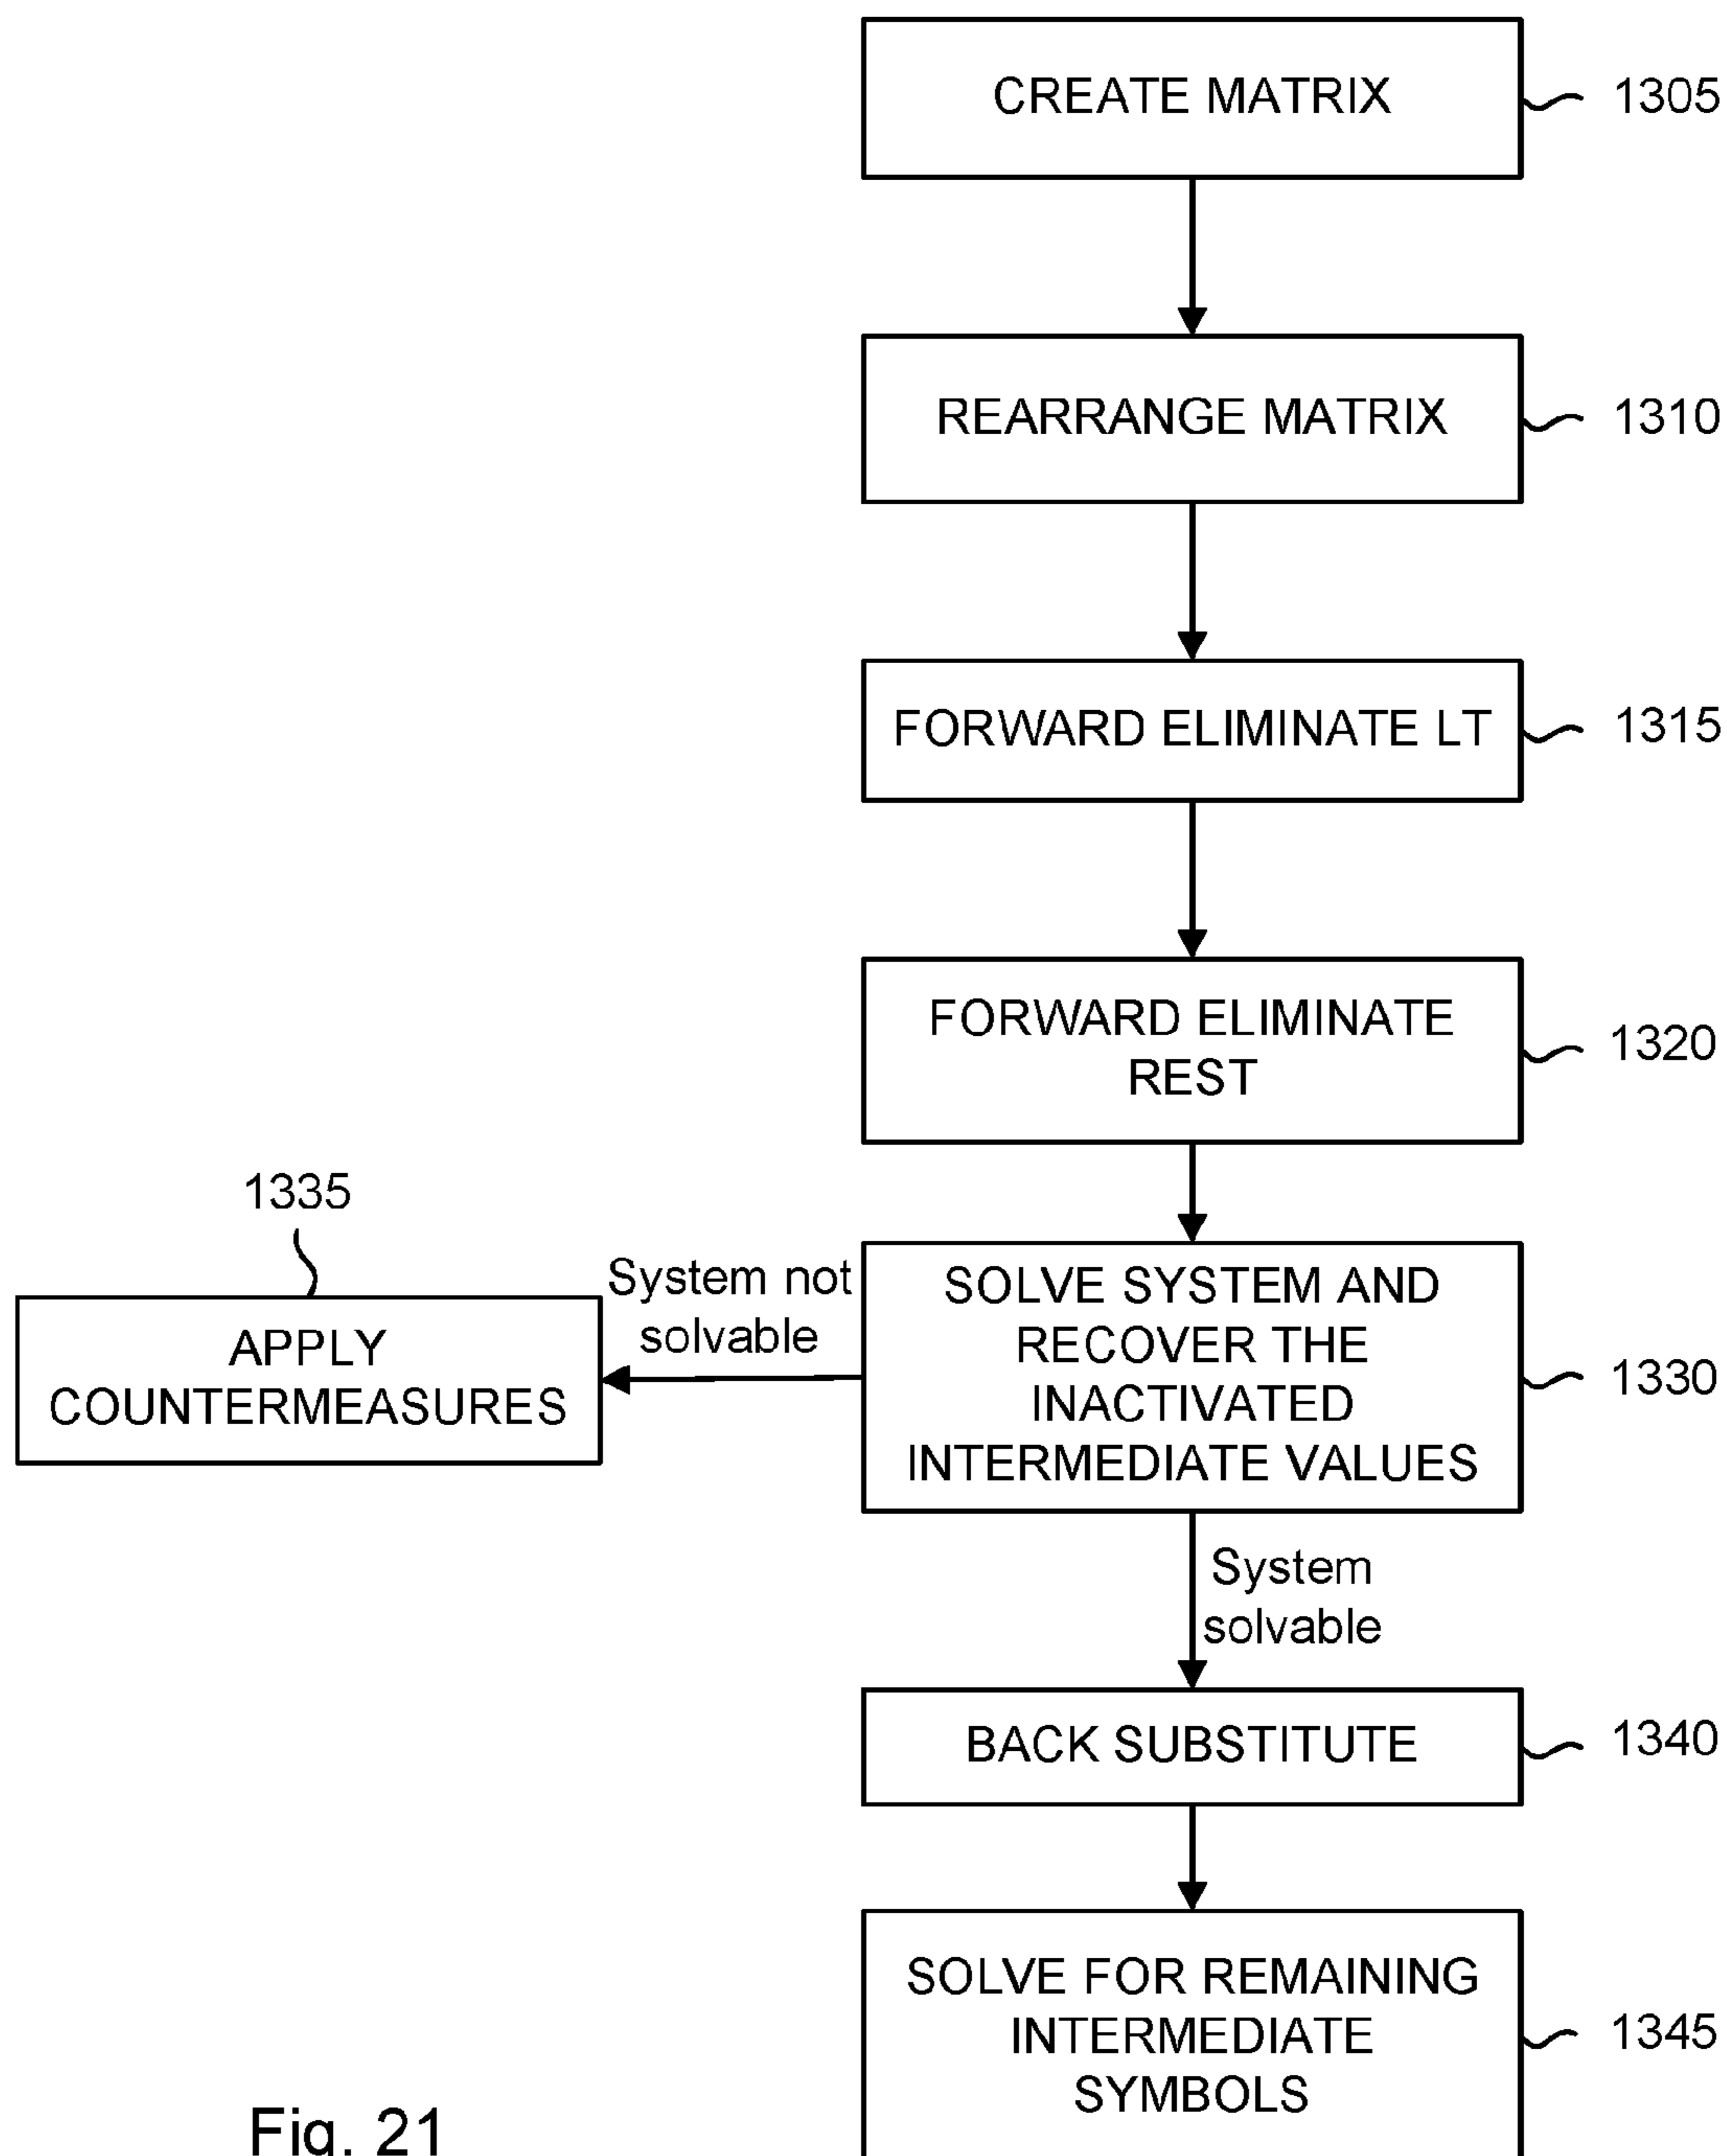 CREATE MATRIX
1305
REARRANGE MATRIX
1310
FORWARD ELIMINATE LT
1315
FORWARD ELIMINATE
REST
1320
1335
System not
solvable
APPLY
COUNTERMEASURES
SOLVE SYSTEM AND
RECOVER THE
INACTIVATED
INTERMEDIATE VALUES
1330
System
solvable
BACK SUBSTITUTE
1340
SOLVE FOR REMAINING
INTERMEDIATE
SYMBOLS
1345
Fig. 21